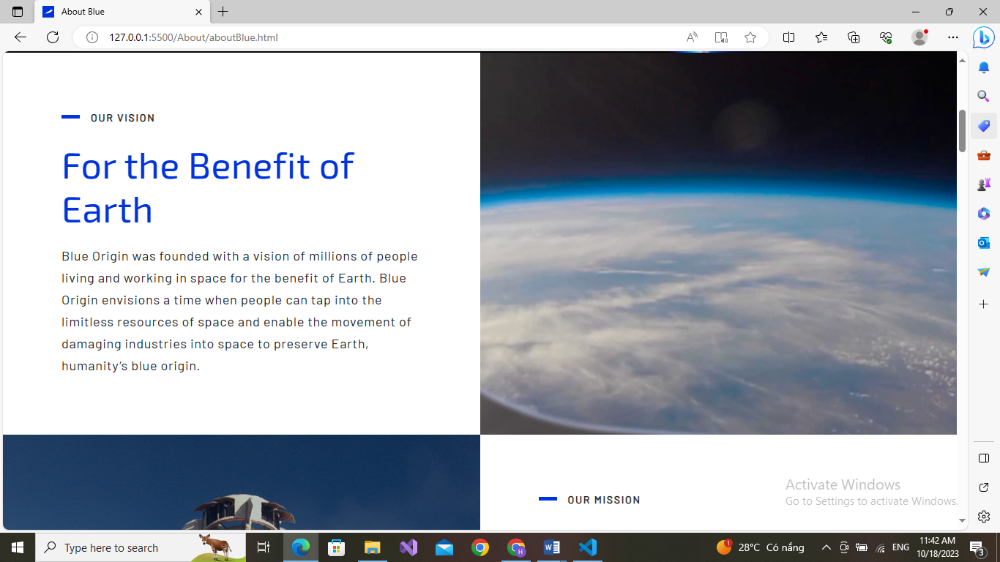 About Blue
127.0.0.1:5500/About/aboutBlue.html
OUR VISION
For the Benefit of
Earth
Blue Origin was founded with a vision of millions of people
living and working in space for the benefit of Earth. Blue
Origin envisions a time when people can tap into the
limitless resources of space and enable the movement of
damaging industries into space to preserve Earth,
humanity’s blue origin.
OUR MISSION
Activate Windows
Go to Settings to activate Windows.
Type here to search
1
28°C Có nắng
ENG
11:42 AM
10/18/2023
3